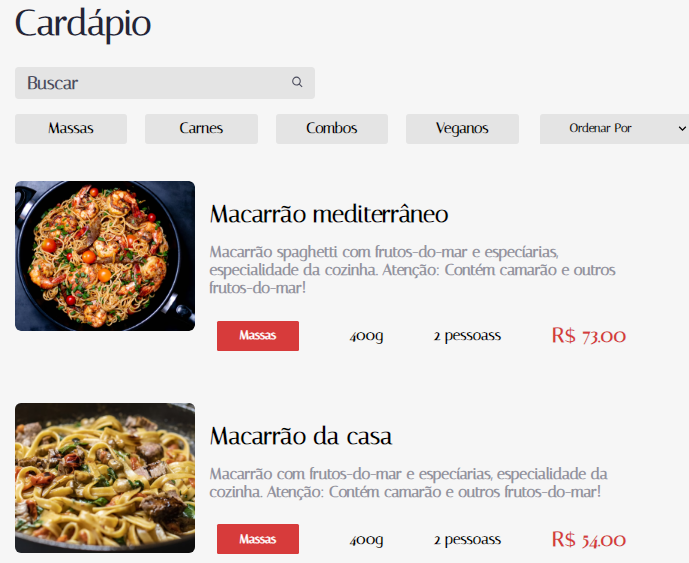 Cardápio
Buscar
Massas Carnes Combos Veganos Ordenar Por
Macarrão mediterrâneo
Macarrão spaghetti com frutos-do-mar e especíarias,
especialidade da cozinha. Atenção: Contém camarão e outros
frutos-do-mar!
Massas 400g 2 pessoass R$ 73.00
Macarrão da casa
Macarrão com frutos-do-mar e especíarias, especialidade da
cozinha. Atenção: Contém camarão e outros frutos-do-mar!
Massas 400g 2 pessoass R$ 54.00